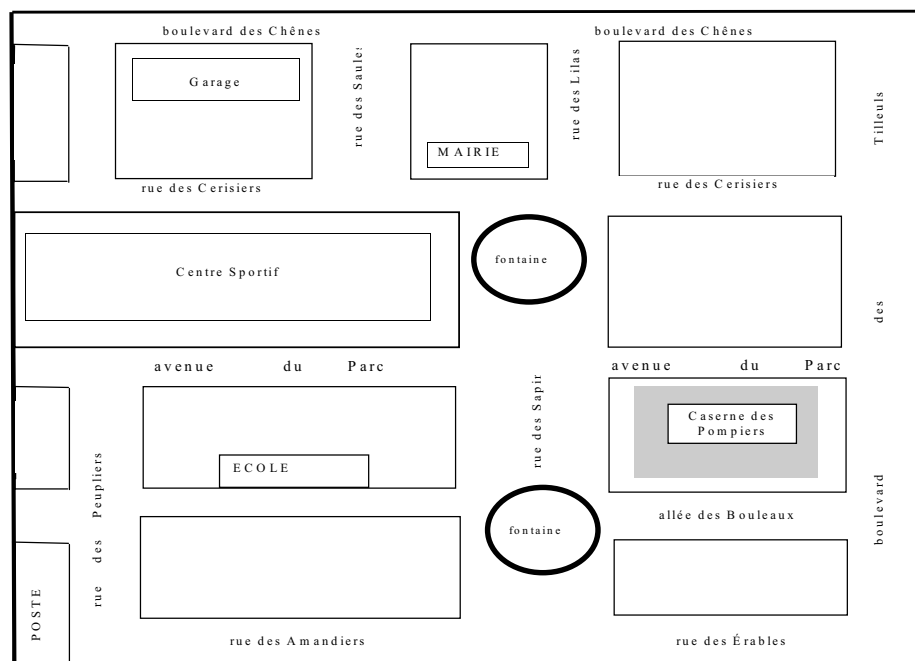 boulevard des Chênes
boulevard des Chênes
Garage
rue des Saules
rue des Lilas
Tilleuls
MAIRIE
rue des Cerisiers
rue des Cerisiers
Centre Sportif
fontaine
des
avenue du Parc
avenue du Parc
rue des Sapir
Caserne des
Pompiers
ECOLE
Peupliers
boulevard
allée des Bouleaux
fontaine
des
rue
POSTE
rue des Amandiers
rue des Érables